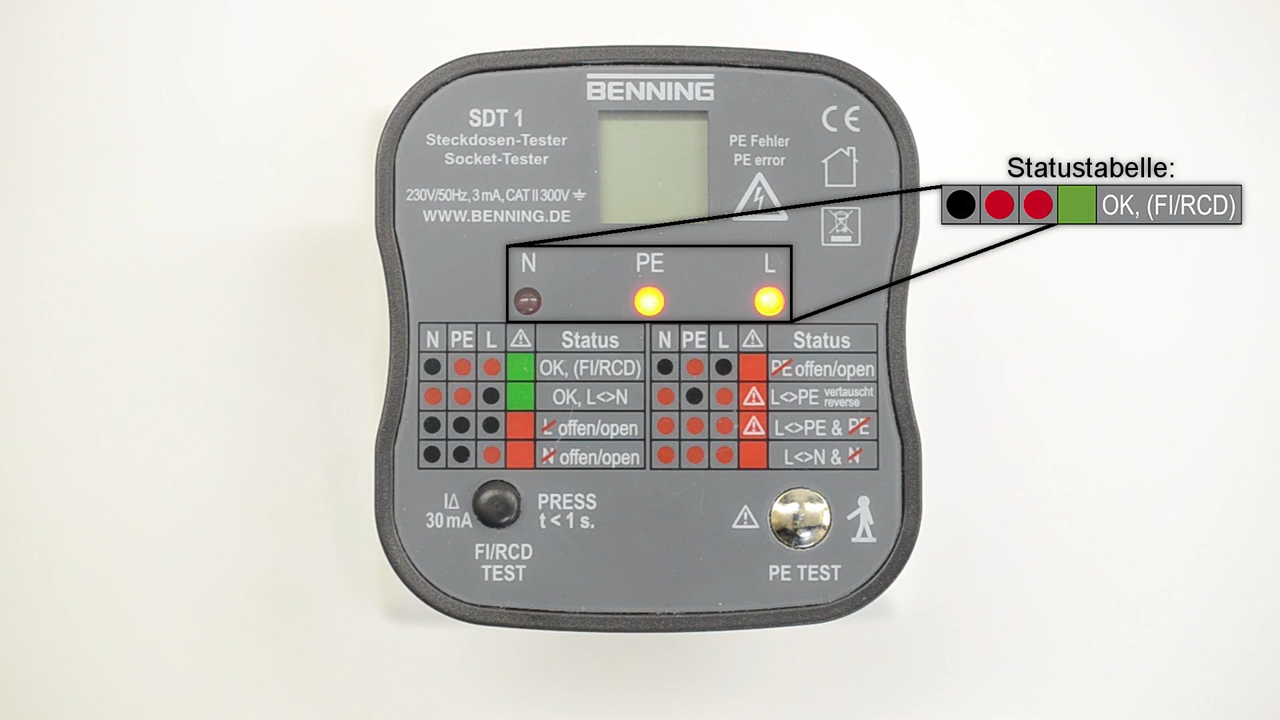 BENNING
SDT 1
Steckdosen-Tester
Socket-Tester
230V/50Hz, 3 mA, CAT II 300V
WWW.BENNING.DE
PE Fehler
PE error
CE
Statustabelle:
OK, (FI/RCD)
N PE L
N PE L Status
OK, (FI/RCD)
OK, L<>N
L offen/open
N offen/open
N PE L Status
PE offen/open
L<>PE vertauscht reverse
L<>PE & PE
L<>N & N
I∆
30 mA
PRESS
t < 1 s.
FI/RCD
TEST
PE TEST